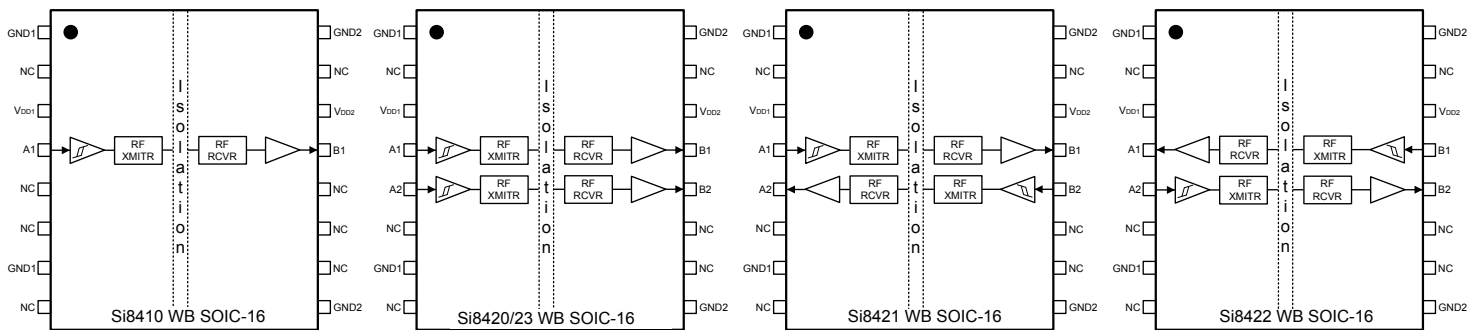 GND1
NC
VDD1
A1
NC
NC
GND1
NC
RF
XMITR
Isolation
RF
RCVR
GND2
NC
VDD2
B1
NC
NC
NC
GND2
Si8410 WB SOIC-16
GND1
NC
VDD1
A1
A2
NC
GND1
NC
RF
XMITR
RF
XMITR
Isolation
RF
RCVR
RF
RCVR
GND2
NC
VDD2
B1
B2
NC
NC
GND2
Si8420/23 WB SOIC-16
GND1
NC
VDD1
A1
A2
NC
GND1
NC
RF
XMITR
RF
RCVR
Isolation
RF
RCVR
RF
XMITR
GND2
NC
VDD2
B1
B2
NC
NC
GND2
Si8421 WB SOIC-16
GND1
NC
VDD1
A1
A2
NC
GND1
NC
RF
RCVR
RF
XMITR
Isolation
RF
XMITR
RF
RCVR
GND2
NC
VDD2
B1
B2
NC
NC
GND2
Si8422 WB SOIC-16